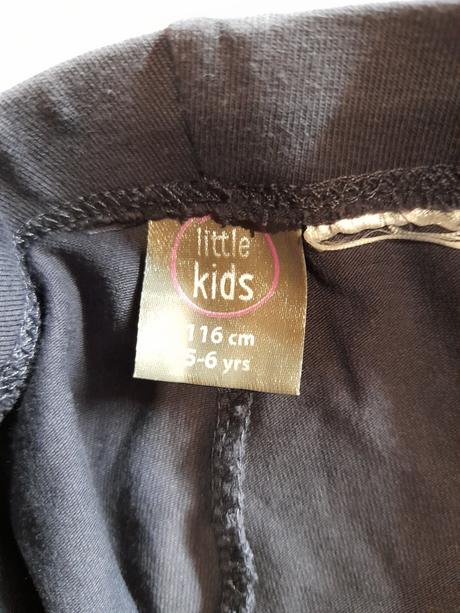 little
kids
116 cm
5-6 yrs